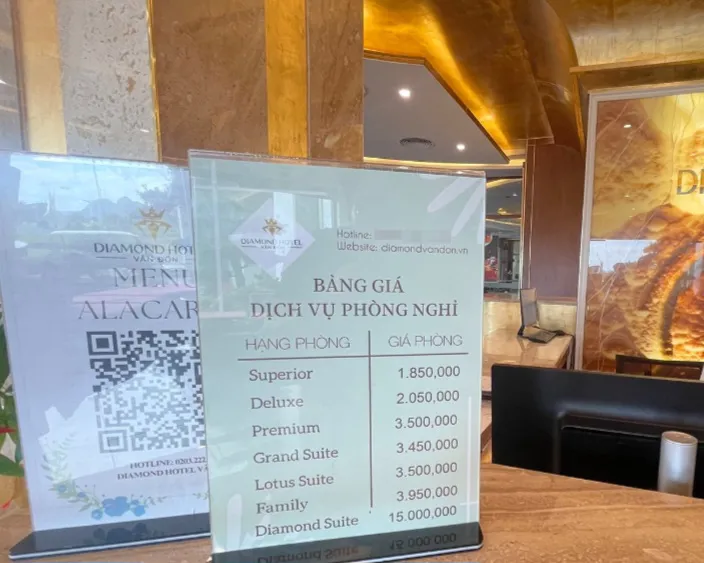 DIAMOND HOTEL
VÂN ĐỒN
MENU
ALACAR
HOTLINE: 0203.222
DIAMOND HOTEL VÂ
DIAMOND HOTEL
VÂN ĐỒN
Hotline:
Website: diamondvandon.vn
BẢNG GIÁ
DỊCH VỤ PHÒNG NGHỈ
HẠNG PHÒNG GIÁ PHÒNG
Superior 1.850,000
Deluxe 2.050,000
Premium 3.500,000
Grand Suite 3,450,000
Lotus Suite 3,500,000
Family 3,950,000
Diamond Suite 15.000,000